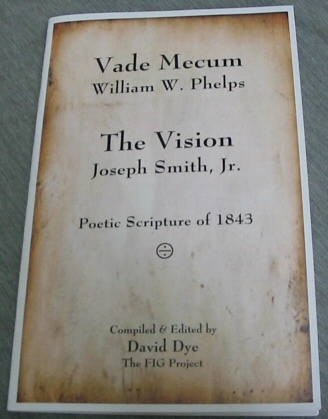 Vade Mecum
William W. Phelps
The Vision
Joseph Smith, Jr.
Poetic Scripture of 1843
Compiled & Edited by
David Dye
The FIG Project